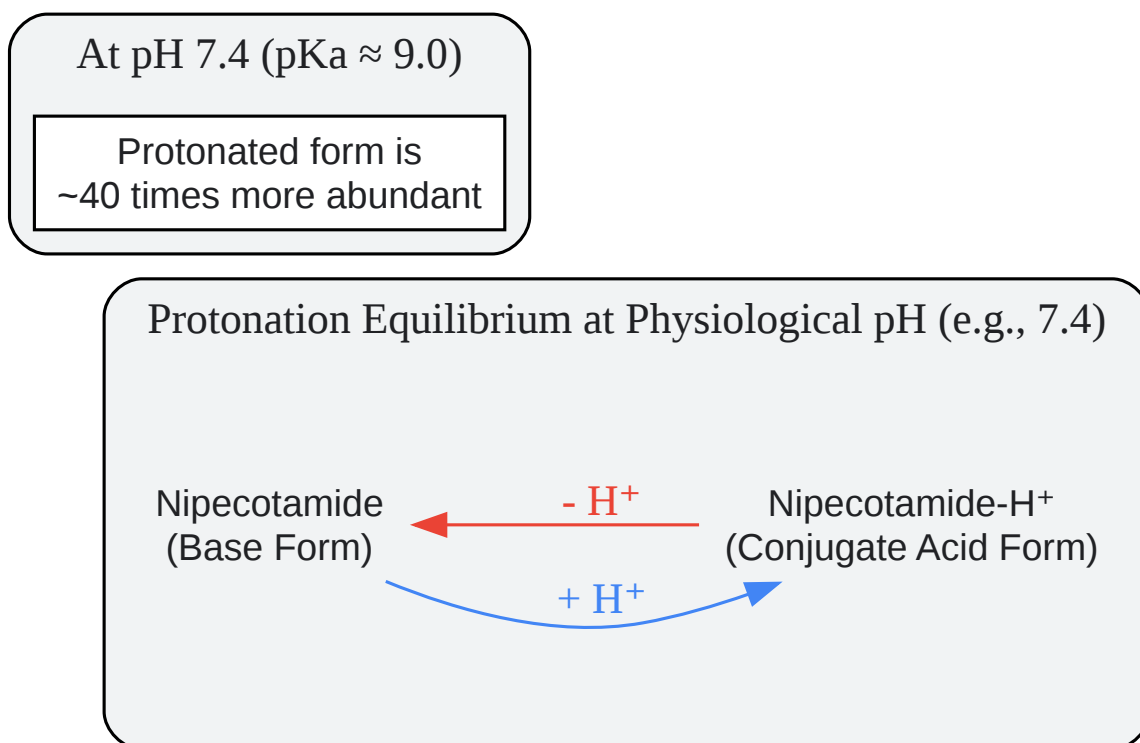 At pH 7.4 (pKa ≈ 9.0)
Protonated form is
~40 times more abundant
Protonation Equilibrium at Physiological pH (e.g., 7.4)
Nipecotamide
(Base Form)
- H⁺
Nipecotamide-H⁺
(Conjugate Acid Form)
+ H⁺